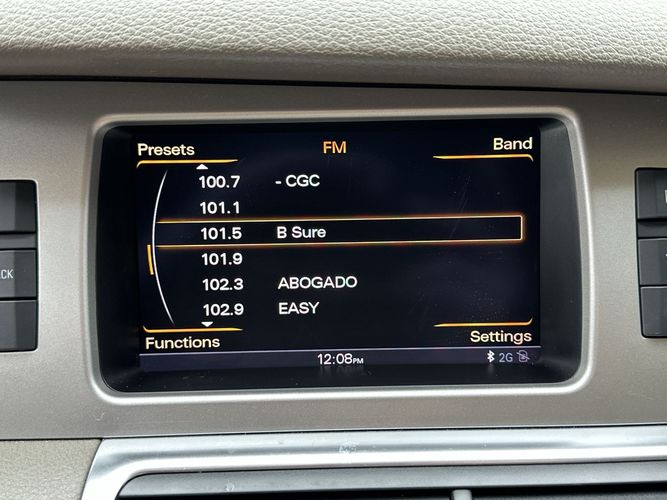 Presets FM Band
100.7 - CGC
101.1
101.5 B Sure
101.9
102.3 ABOGADO
102.9 EASY
Functions Settings
12:08PM 2G
CK